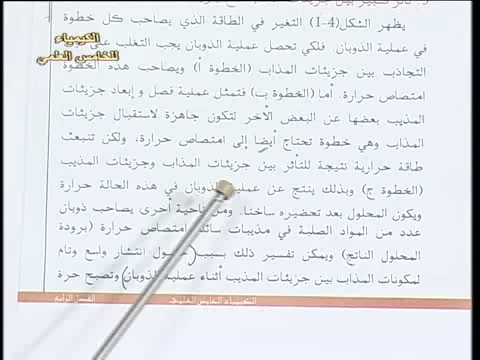 يظهر الشكل(4-1) التغير في الطاقة الذي يصاحب كل خطوة
الكيمياء
للخامس العلمي
في عملية الذوبان فلكي تحصل عملية الذوبان يجب التغلب على
التجاذب بين جزيئات المذاب (الخطوة أ) ويصاحب هذه الخطوة
امتصاص حرارة. أما (الخطوة ب) فتمثل عملية فصل و إبعاد جزيئات
المذيب بعضها عن البعض الآخر لتكون جاهزة لاستقبال جزيئات
المذاب وهي خطوة تحتاج أيضا إلى امتصاص حرارة، ولكن تنبعث
طاقة حرارية نتيجة للتأثر بين جزيئات المذاب وجزيئات المذيب
(الخطوة ج) وبذلك ينتج عن عملية الذوبان في هذه الحالة حرارة
ويكون المحلول بعد تحضيره ساخنا. ومن ناحية أخرى يصاحب ذوبان
عدد من المواد الصلبة في مذيبات امتصاص حرارة (برودة
المحلول الناتج) ويمكن تفسير ذلك بسبب انتشار واسع وتام
لمكونات المذاب بين جزيئات المذيب أثناء عملية الذوبان وتصبح حرة
الكيمياء الخامس العلمي
الفصل الرابع